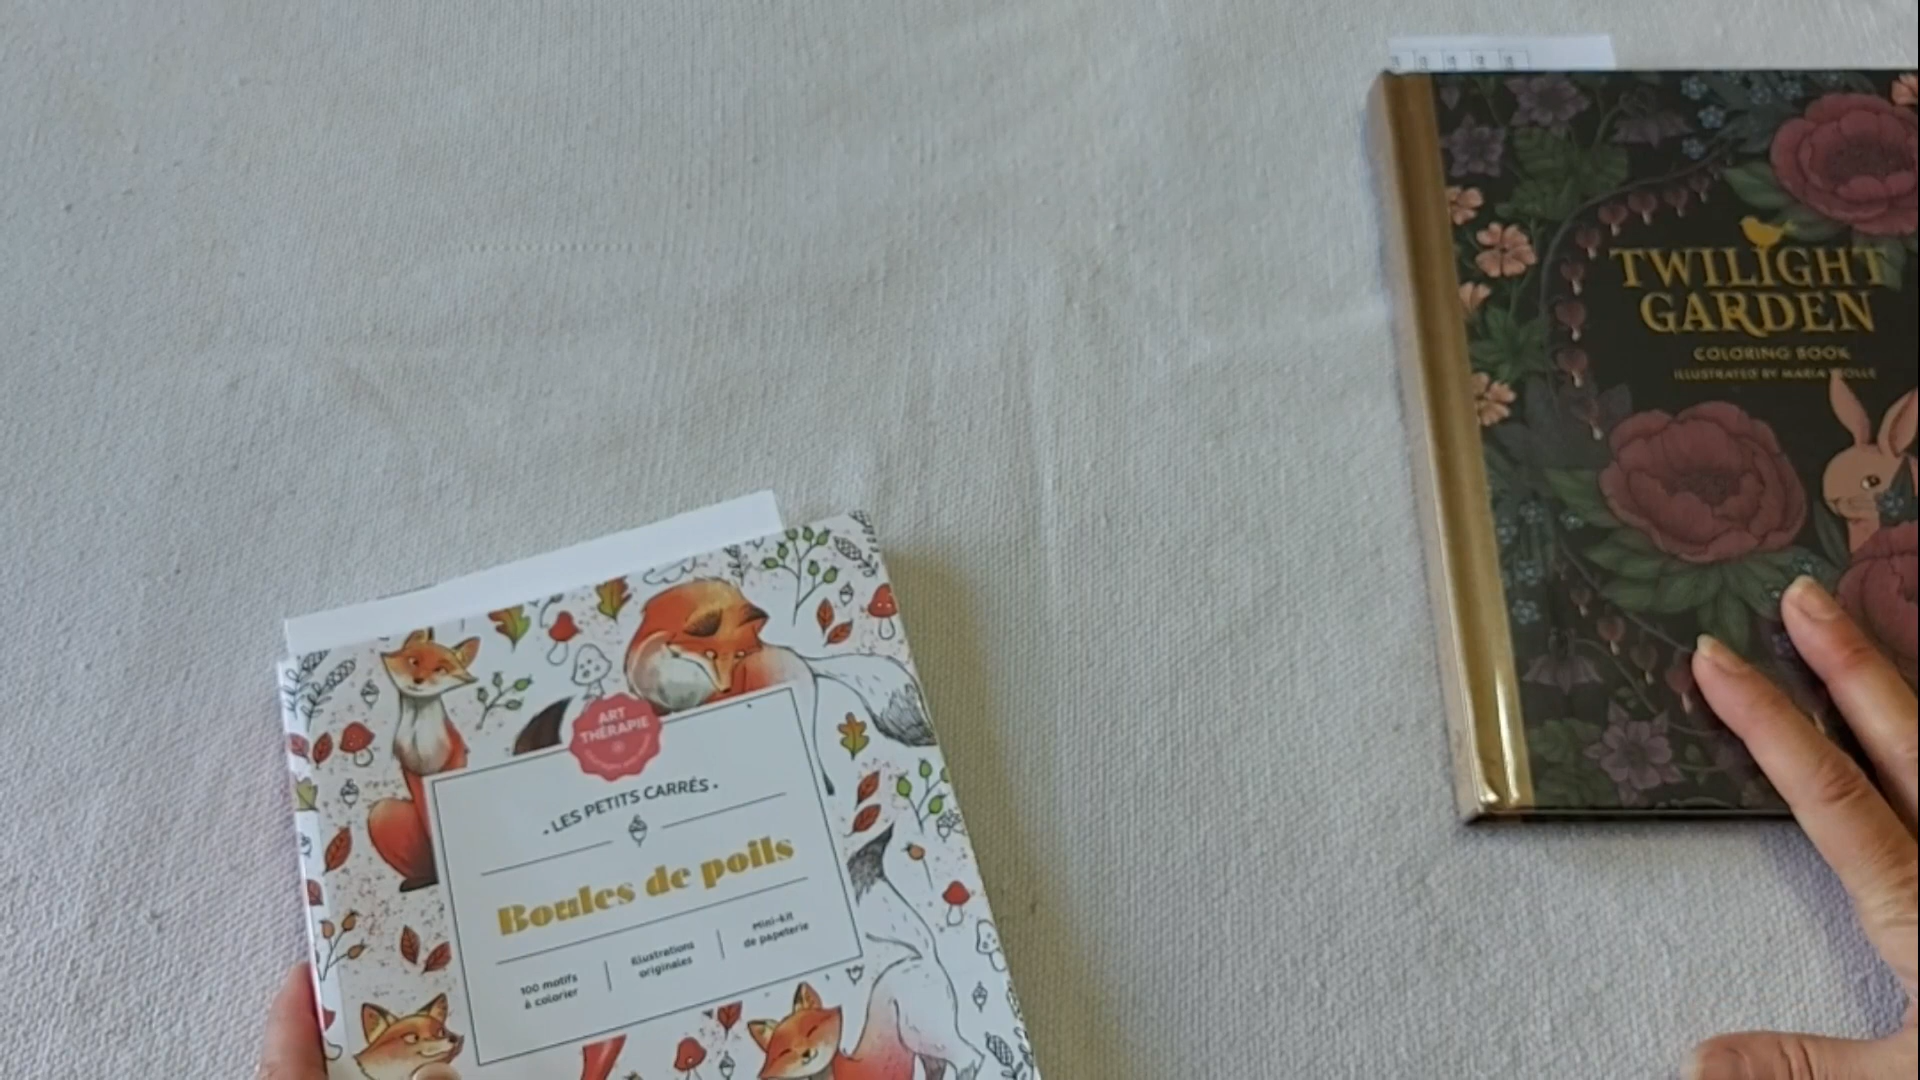 TWILIGHT
GARDEN
COLORING BOOK
ILLUSTRATED BY MARIA
ART
THÉRAPIE
• LES PETITS CARRÉS •
Boules de poils
100 motifs
à colorier
Illustrations
originales
Mini-kit
de papeterie